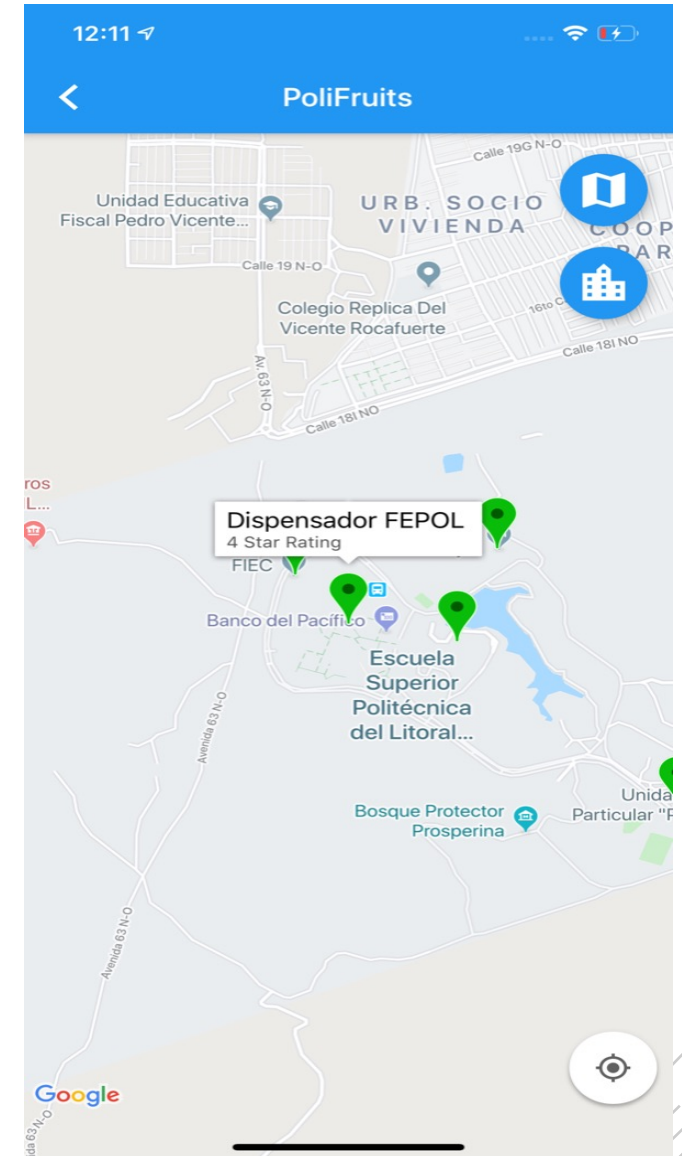 12:11
PoliFruits
Calle 19G N-O
Unidad Educativa
Fiscal Pedro Vicente...
URB. SOCIO
VIVIENDA
COOP
Calle 19 N-O
Colegio Replica Del
Vicente Rocafuerte
16to C
Calle 18I NO
Av. 63 N-O
Calle 18I NO
ros
L...
Dispensador FEPOL
4 Star Rating
FIEC
Banco del Pacífico
Escuela
Superior
Politécnica
del Litoral...
Avenida 63 N-O
Unida
Particular "P
Bosque Protector
Prosperina
Avenida 63 N-O
Google